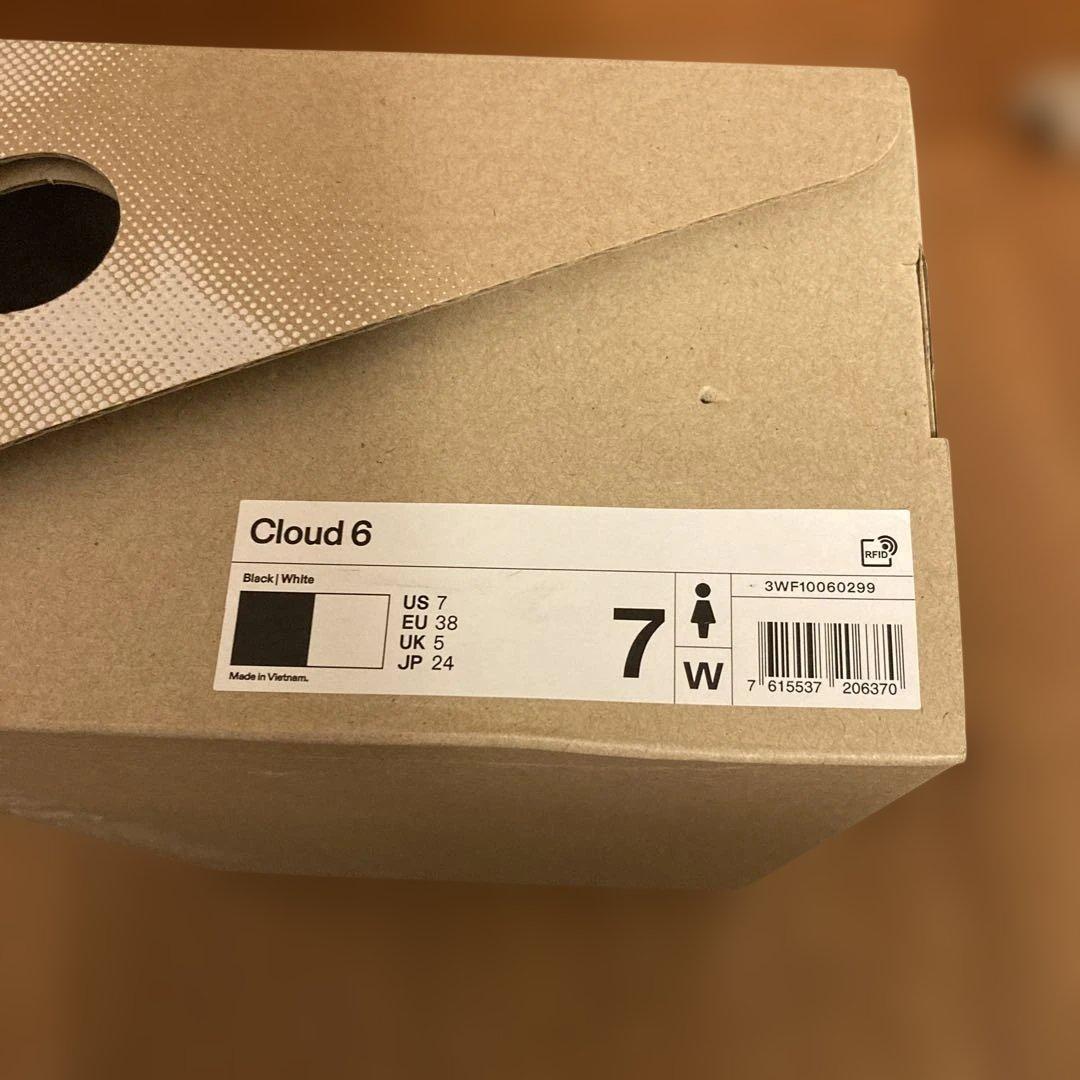 Cloud 6
RFID
Black | White
US 7
EU 38
UK 5
JP 24
Made in Vietnam.
7
W
3WF10060299
7 615537 206370